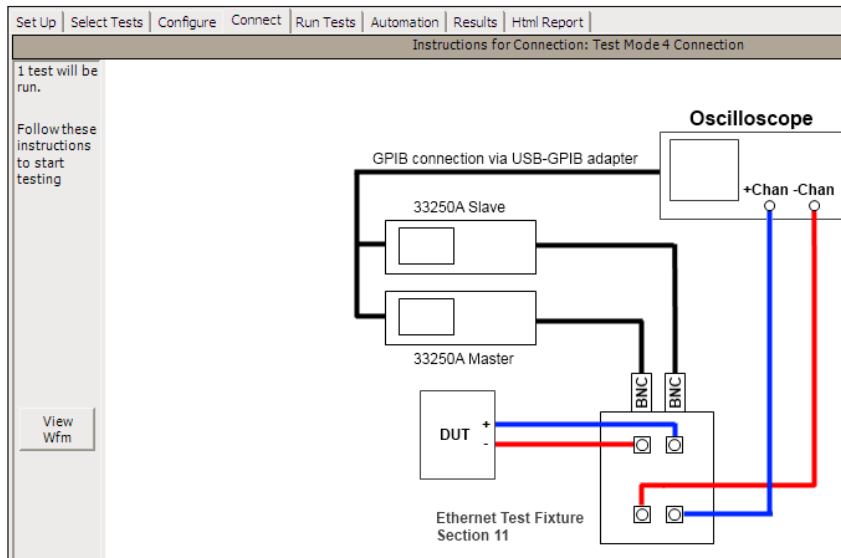 Set Up
Select Tests
Configure
Connect
Run Tests
Automation
Results
Html Report
Instructions for Connection: Test Mode 4 Connection
1 test will be
run.
Follow these
instructions
to start
testing
View
Wfm
Oscilloscope
GPIB connection via USB-GPIB adapter
+Chan -Chan
33250A Slave
33250A Master
BNC
BNC
DUT
+
-
Ethernet Test Fixture
Section 11